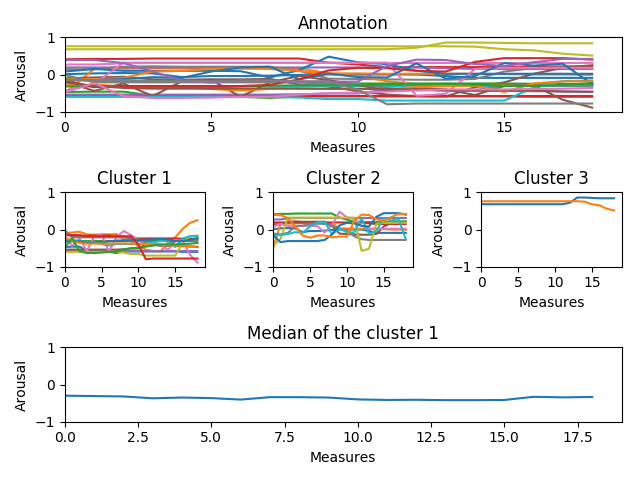 Annotation
1
0
−1
Arousal
0 5 10 15
Measures
Cluster 1 Cluster 2 Cluster 3
1 1 1
0 0 0
−1 −1 −1
Arousal Arousal Arousal
0 5 10 15 0 5 10 15 0 5 10 15
Measures Measures Measures
Median of the cluster 1
1
0
−1
Arousal
0.0 2.5 5.0 7.5 10.0 12.5 15.0 17.5
Measures